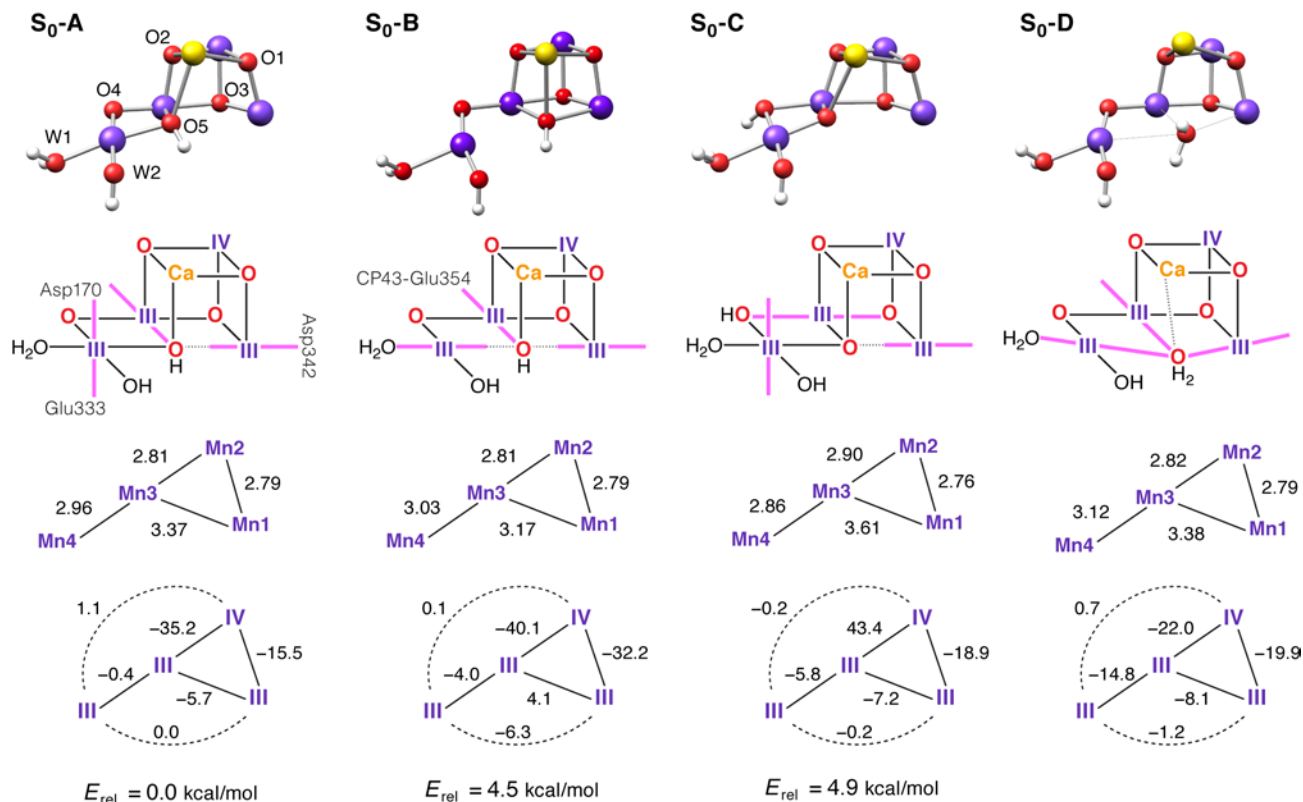 S0-A S0-B S0-C S0-D
O2 O1
O4 O3
O5
W1
W2
O IV O IV O IV O IV
Ca O Ca O Ca O Ca O
Asp170 CP43-Glu354
O III O O III O HO III O O III O
H2O III O III H2O III O III H2O III O III H2O III O III
H H H2
OH OH OH OH
Asp342
Glu333
Mn2 Mn2 Mn2 Mn2
2.81 2.81 2.90 2.82
2.79 2.79 2.76 2.79
Mn3 Mn3 Mn3 Mn3
2.96 3.03 2.86 3.12
Mn1 Mn1 Mn1 Mn1
3.37 3.17 3.61 3.38
Mn4 Mn4 Mn4 Mn4
1.1 0.1 −0.2 0.7
IV IV IV IV
−35.2 −40.1 43.4 −22.0
−15.5 −32.2 −18.9 −19.9
III III III III
−0.4 −4.0 −5.8 −14.8
−5.7 4.1 −7.2 −8.1
III III III III III III III III
0.0 −6.3 −0.2 −1.2
Erel = 0.0 kcal/mol Erel = 4.5 kcal/mol Erel = 4.9 kcal/mol